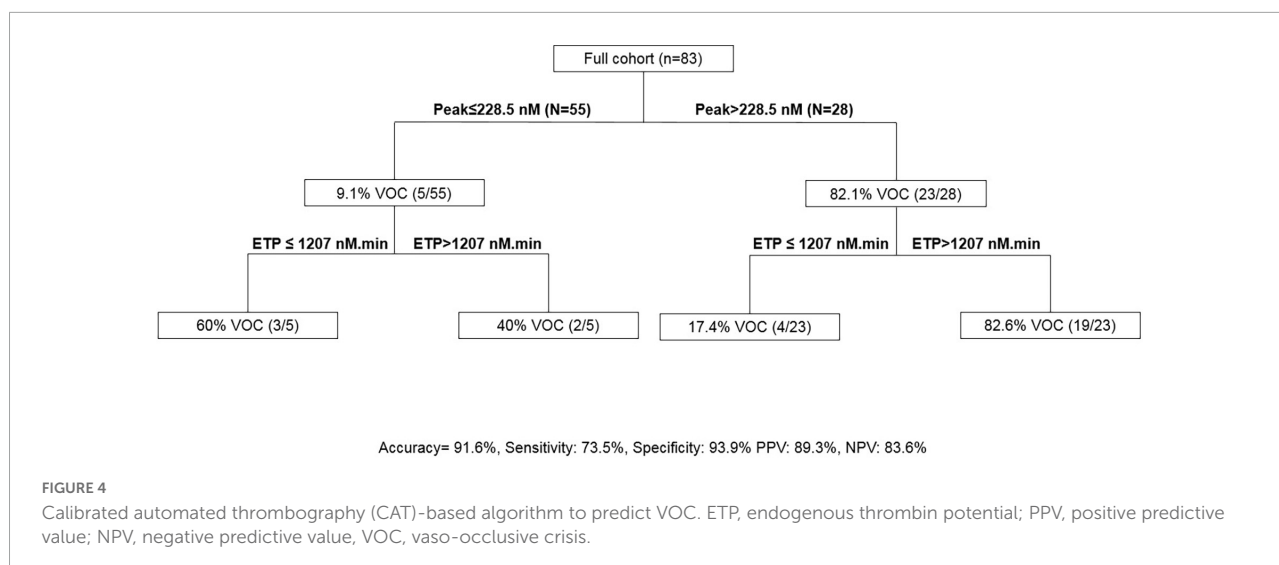 Full cohort (n=83)
Peak≤228.5 nM (N=55)
Peak>228.5 nM (N=28)
9.1% VOC (5/55)
82.1% VOC (23/28)
ETP ≤ 1207 nM.min
ETP>1207 nM.min
ETP ≤ 1207 nM.min
ETP>1207 nM.min
60% VOC (3/5)
40% VOC (2/5)
17.4% VOC (4/23)
82.6% VOC (19/23)
Accuracy= 91.6%, Sensitivity: 73.5%, Specificity: 93.9% PPV: 89.3%, NPV: 83.6%
FIGURE 4
Calibrated automated thrombography (CAT)-based algorithm to predict VOC. ETP, endogenous thrombin potential; PPV, positive predictive
value; NPV, negative predictive value, VOC, vaso-occlusive crisis.